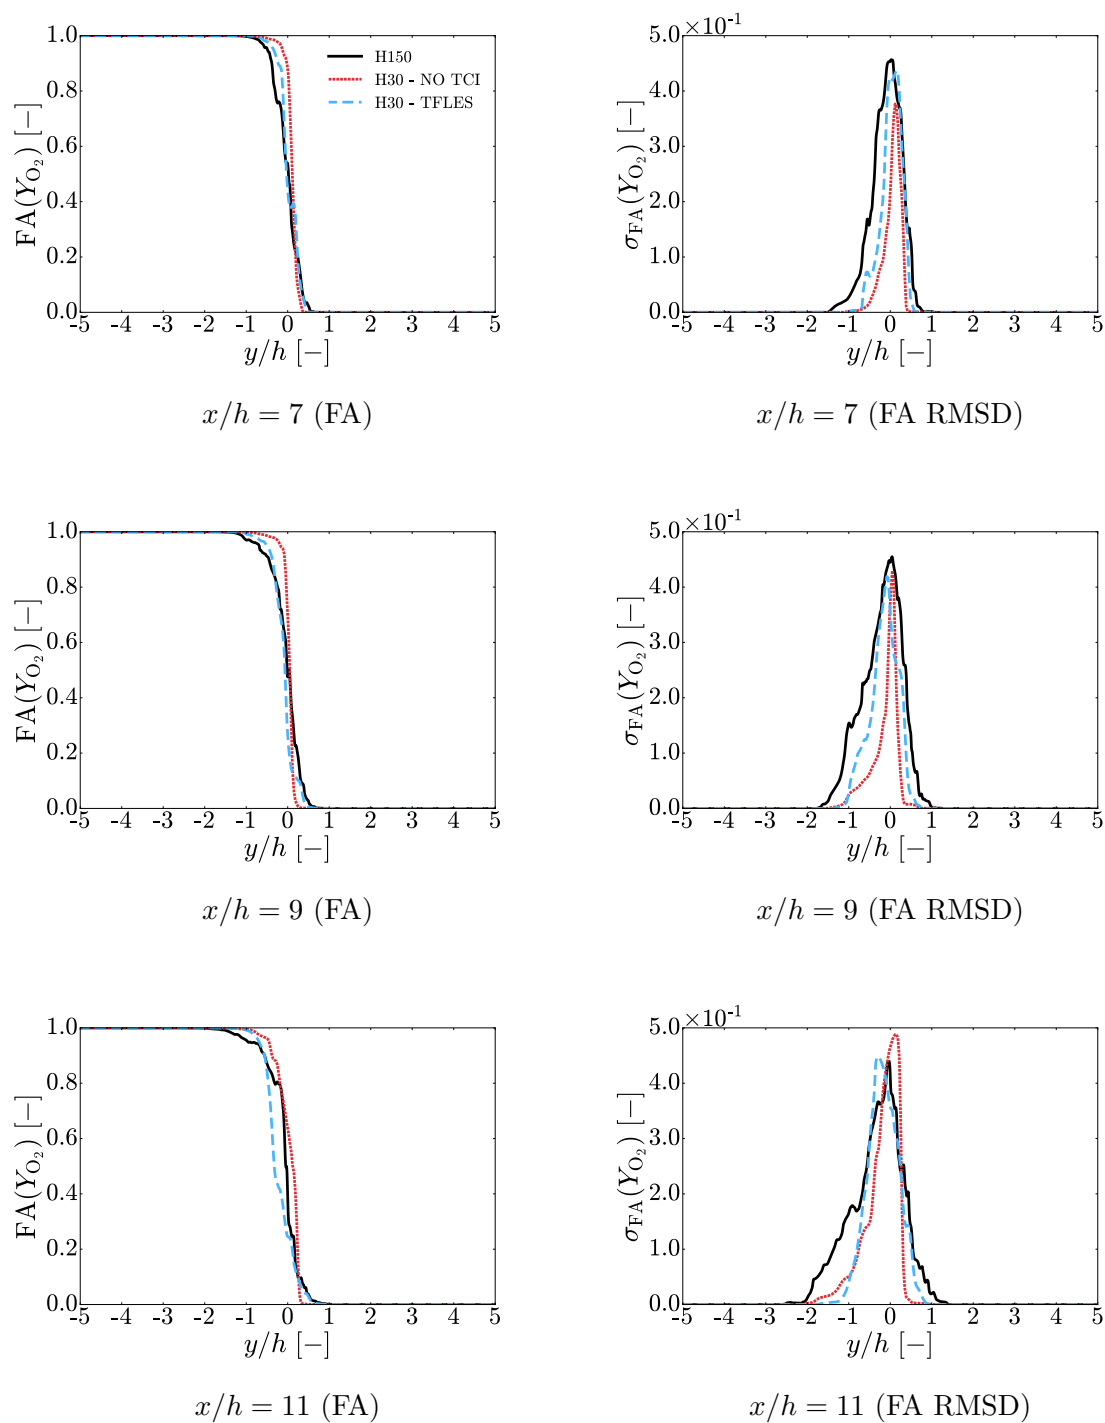 1.0
0.8
0.6
0.4
0.2
0.0
FA(Y_O₂) [−]
-5 -4 -3 -2 -1 0 1 2 3 4 5
y/h [−]
H150
H30 - NO TCI
H30 - TFLES
x/h = 7 (FA)
5.0 ×10⁻¹
4.0
3.0
2.0
1.0
0.0
σ_FA(Y_O₂) [−]
-5 -4 -3 -2 -1 0 1 2 3 4 5
y/h [−]
x/h = 7 (FA RMSD)
1.0
0.8
0.6
0.4
0.2
0.0
FA(Y_O₂) [−]
-5 -4 -3 -2 -1 0 1 2 3 4 5
y/h [−]
x/h = 9 (FA)
5.0 ×10⁻¹
4.0
3.0
2.0
1.0
0.0
σ_FA(Y_O₂) [−]
-5 -4 -3 -2 -1 0 1 2 3 4 5
y/h [−]
x/h = 9 (FA RMSD)
1.0
0.8
0.6
0.4
0.2
0.0
FA(Y_O₂) [−]
-5 -4 -3 -2 -1 0 1 2 3 4 5
y/h [−]
x/h = 11 (FA)
5.0 ×10⁻¹
4.0
3.0
2.0
1.0
0.0
σ_FA(Y_O₂) [−]
-5 -4 -3 -2 -1 0 1 2 3 4 5
y/h [−]
x/h = 11 (FA RMSD)